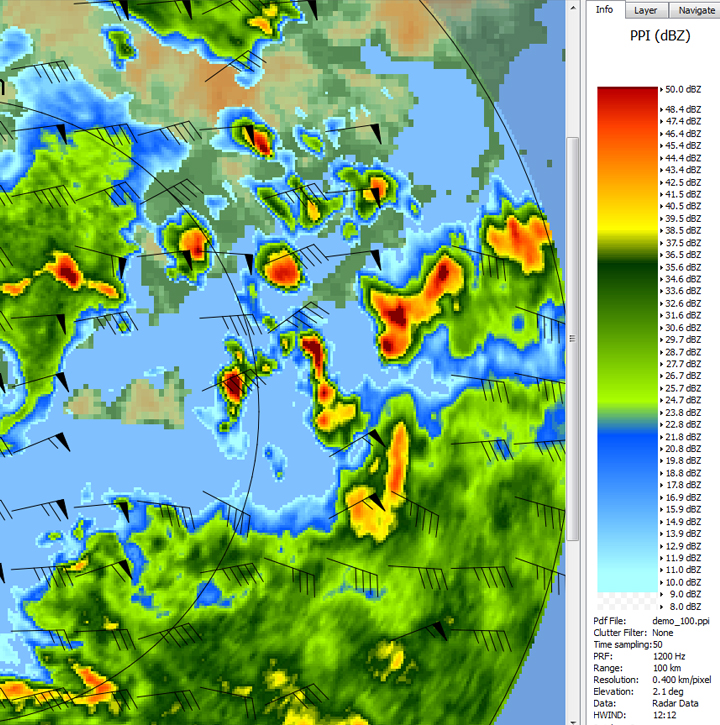 Info Layer Navigate
PPI (dBZ)
50.0 dBZ
48.4 dBZ
47.4 dBZ
46.4 dBZ
45.4 dBZ
44.4 dBZ
43.4 dBZ
42.5 dBZ
41.5 dBZ
40.5 dBZ
39.5 dBZ
38.5 dBZ
37.5 dBZ
36.5 dBZ
35.6 dBZ
34.6 dBZ
33.6 dBZ
32.6 dBZ
31.6 dBZ
30.6 dBZ
29.7 dBZ
28.7 dBZ
27.7 dBZ
26.7 dBZ
25.7 dBZ
24.7 dBZ
23.8 dBZ
22.8 dBZ
21.8 dBZ
20.8 dBZ
19.8 dBZ
18.8 dBZ
17.8 dBZ
16.9 dBZ
15.9 dBZ
14.9 dBZ
13.9 dBZ
12.9 dBZ
11.9 dBZ
11.0 dBZ
10.0 dBZ
9.0 dBZ
8.0 dBZ
Pdf File: demo_100.ppi
Clutter Filter: None
Time sampling:50
PRF: 1200 Hz
Range: 100 km
Resolution: 0.400 km/pixel
Elevation: 2.1 deg
Data: Radar Data
HWIND: 12:12